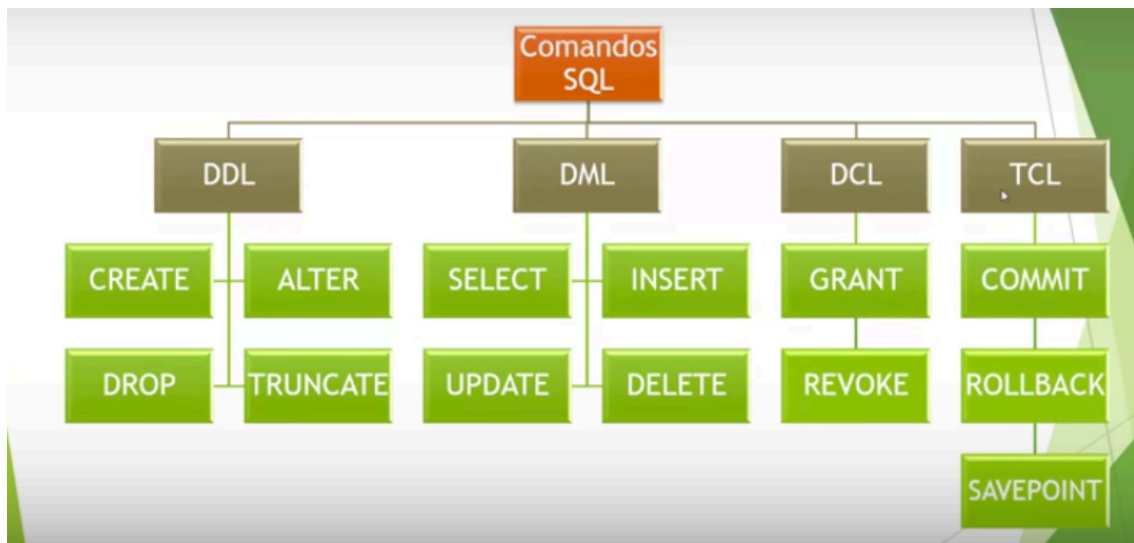 Comandos
SQL
DDL
DML
DCL
TCL
CREATE
ALTER
SELECT
INSERT
GRANT
COMMIT
DROP
TRUNCATE
UPDATE
DELETE
REVOKE
ROLLBACK
SAVEPOINT